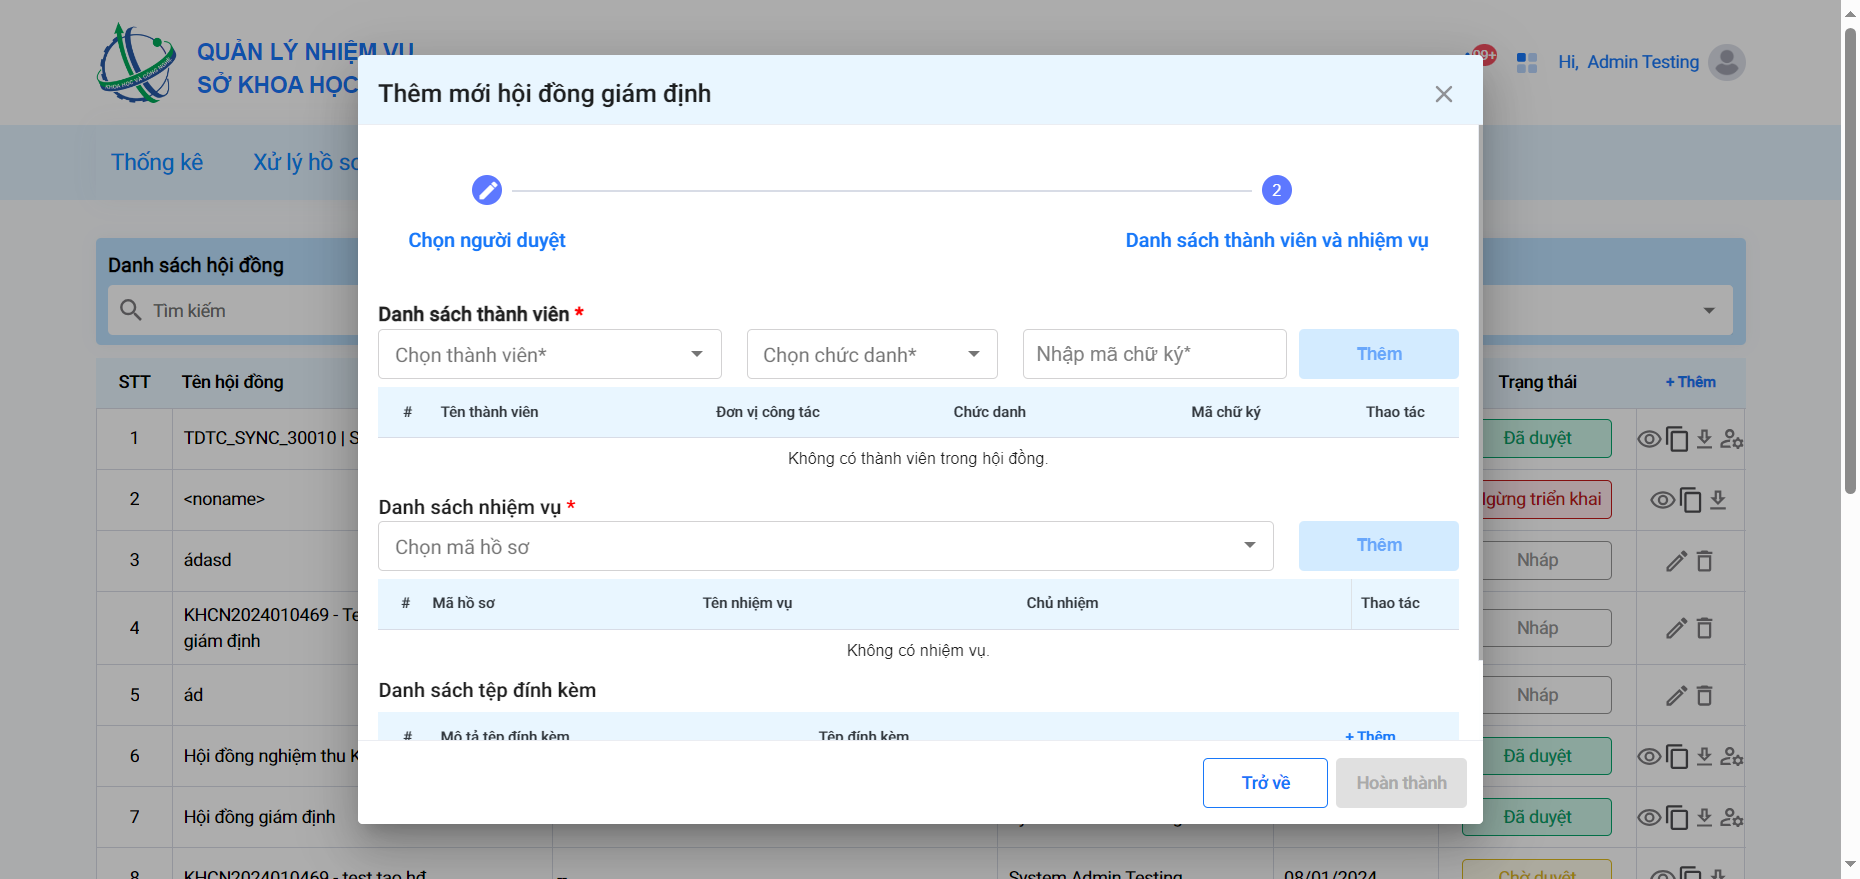 QUẢN LÝ NHIỆM VỤ
SỞ KHOA HỌC
KHOA HỌC VÀ CÔNG NGHỆ
99+
Hi, Admin Testing
Thống kê
Xử lý hồ sơ
Danh sách hội đồng
Tìm kiếm
STT
Tên hội đồng
Trạng thái
+ Thêm
1
TDTC_SYNC_30010 | S
Đã duyệt
2
<noname>
Ngừng triển khai
3
ádasd
Nháp
4
KHCN2024010469 - Te
giám định
Nháp
5
ád
Nháp
6
Hội đồng nghiệm thu K
Đã duyệt
7
Hội đồng giám định
Đã duyệt
8
KHCN2024010469 - test tạo hđ
System Admin Testing
08/01/2024
Chờ duyệt
Thêm mới hội đồng giám định
2
Chọn người duyệt
Danh sách thành viên và nhiệm vụ
Danh sách thành viên *
Chọn thành viên*
Chọn chức danh*
Nhập mã chữ ký*
Thêm
# Tên thành viên Đơn vị công tác Chức danh Mã chữ ký Thao tác
Không có thành viên trong hội đồng.
Danh sách nhiệm vụ *
Chọn mã hồ sơ
Thêm
# Mã hồ sơ Tên nhiệm vụ Chủ nhiệm Thao tác
Không có nhiệm vụ.
Danh sách tệp đính kèm
# Mô tả tệp đính kèm Tệp đính kèm + Thêm
Trở về
Hoàn thành